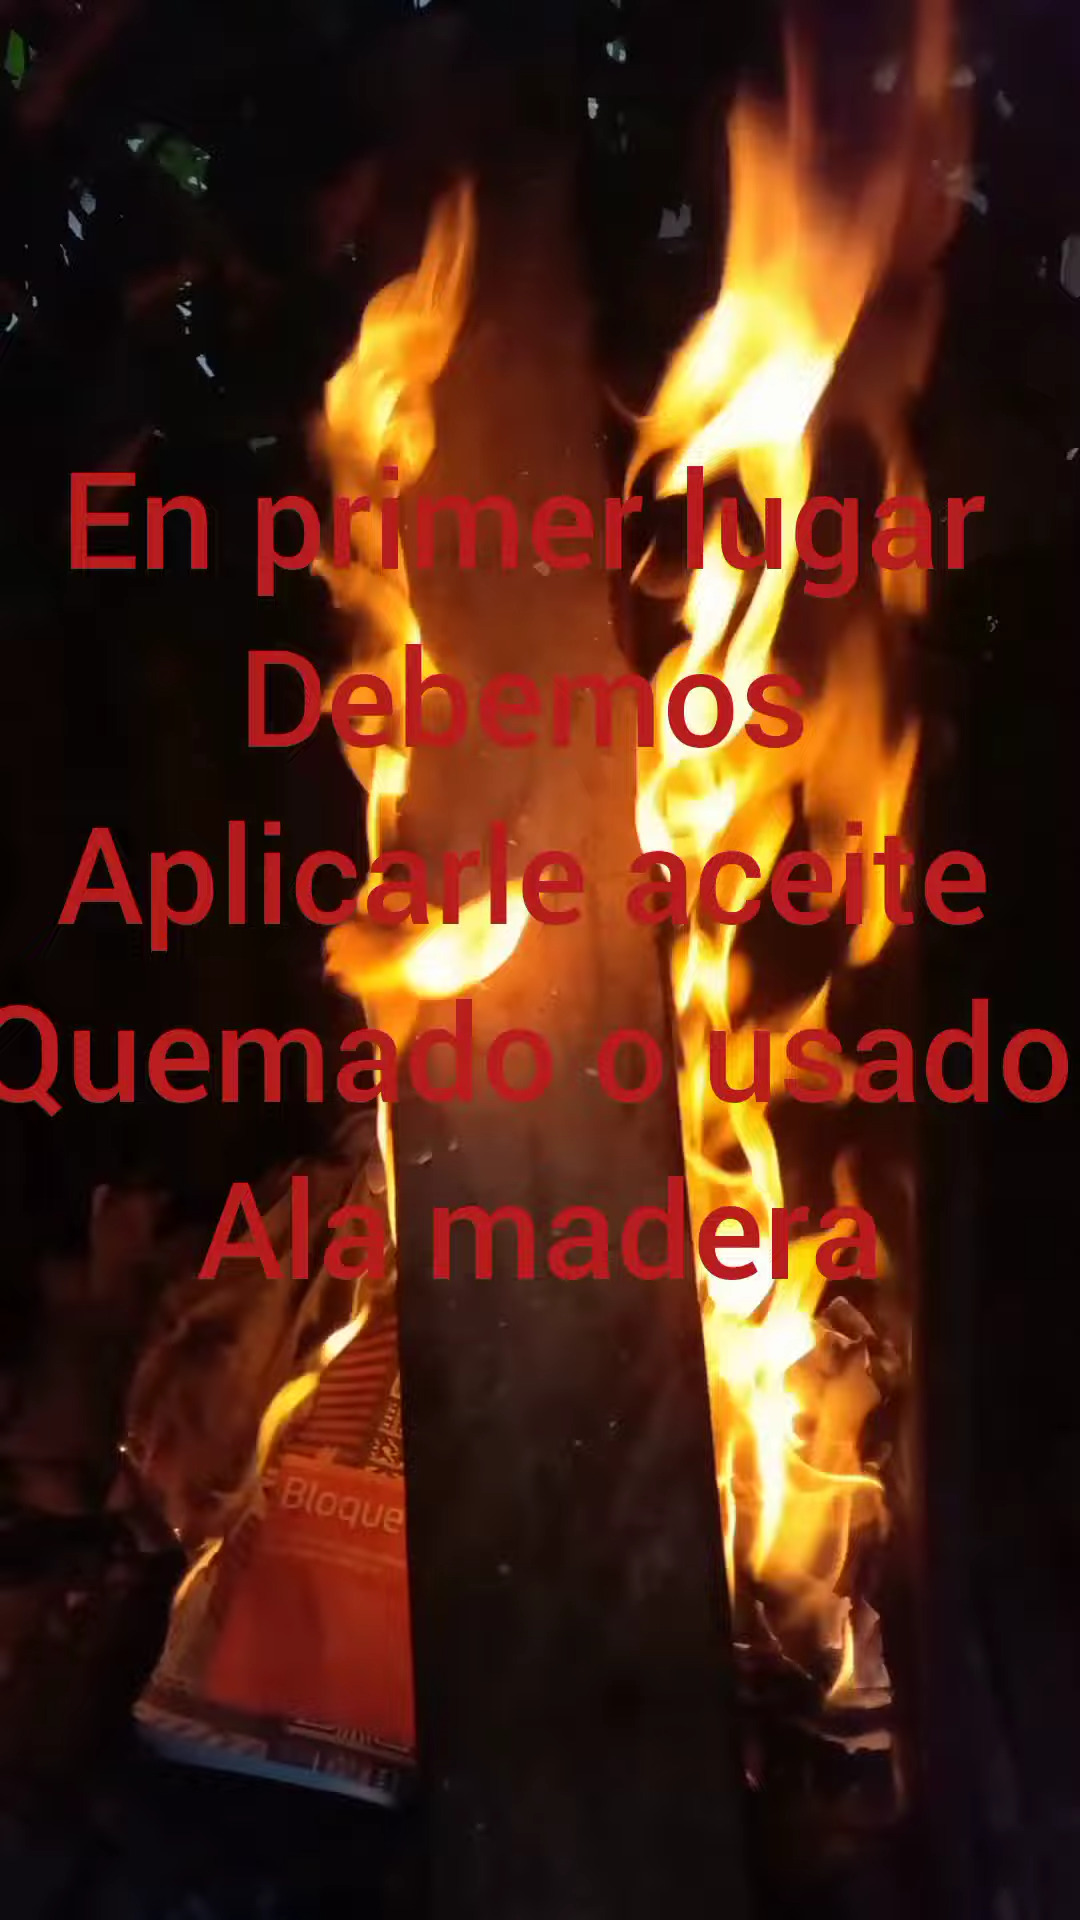 En primer lugar
Debemos
Aplicarle aceite
Quemado o usado
Ala madera
Bloque